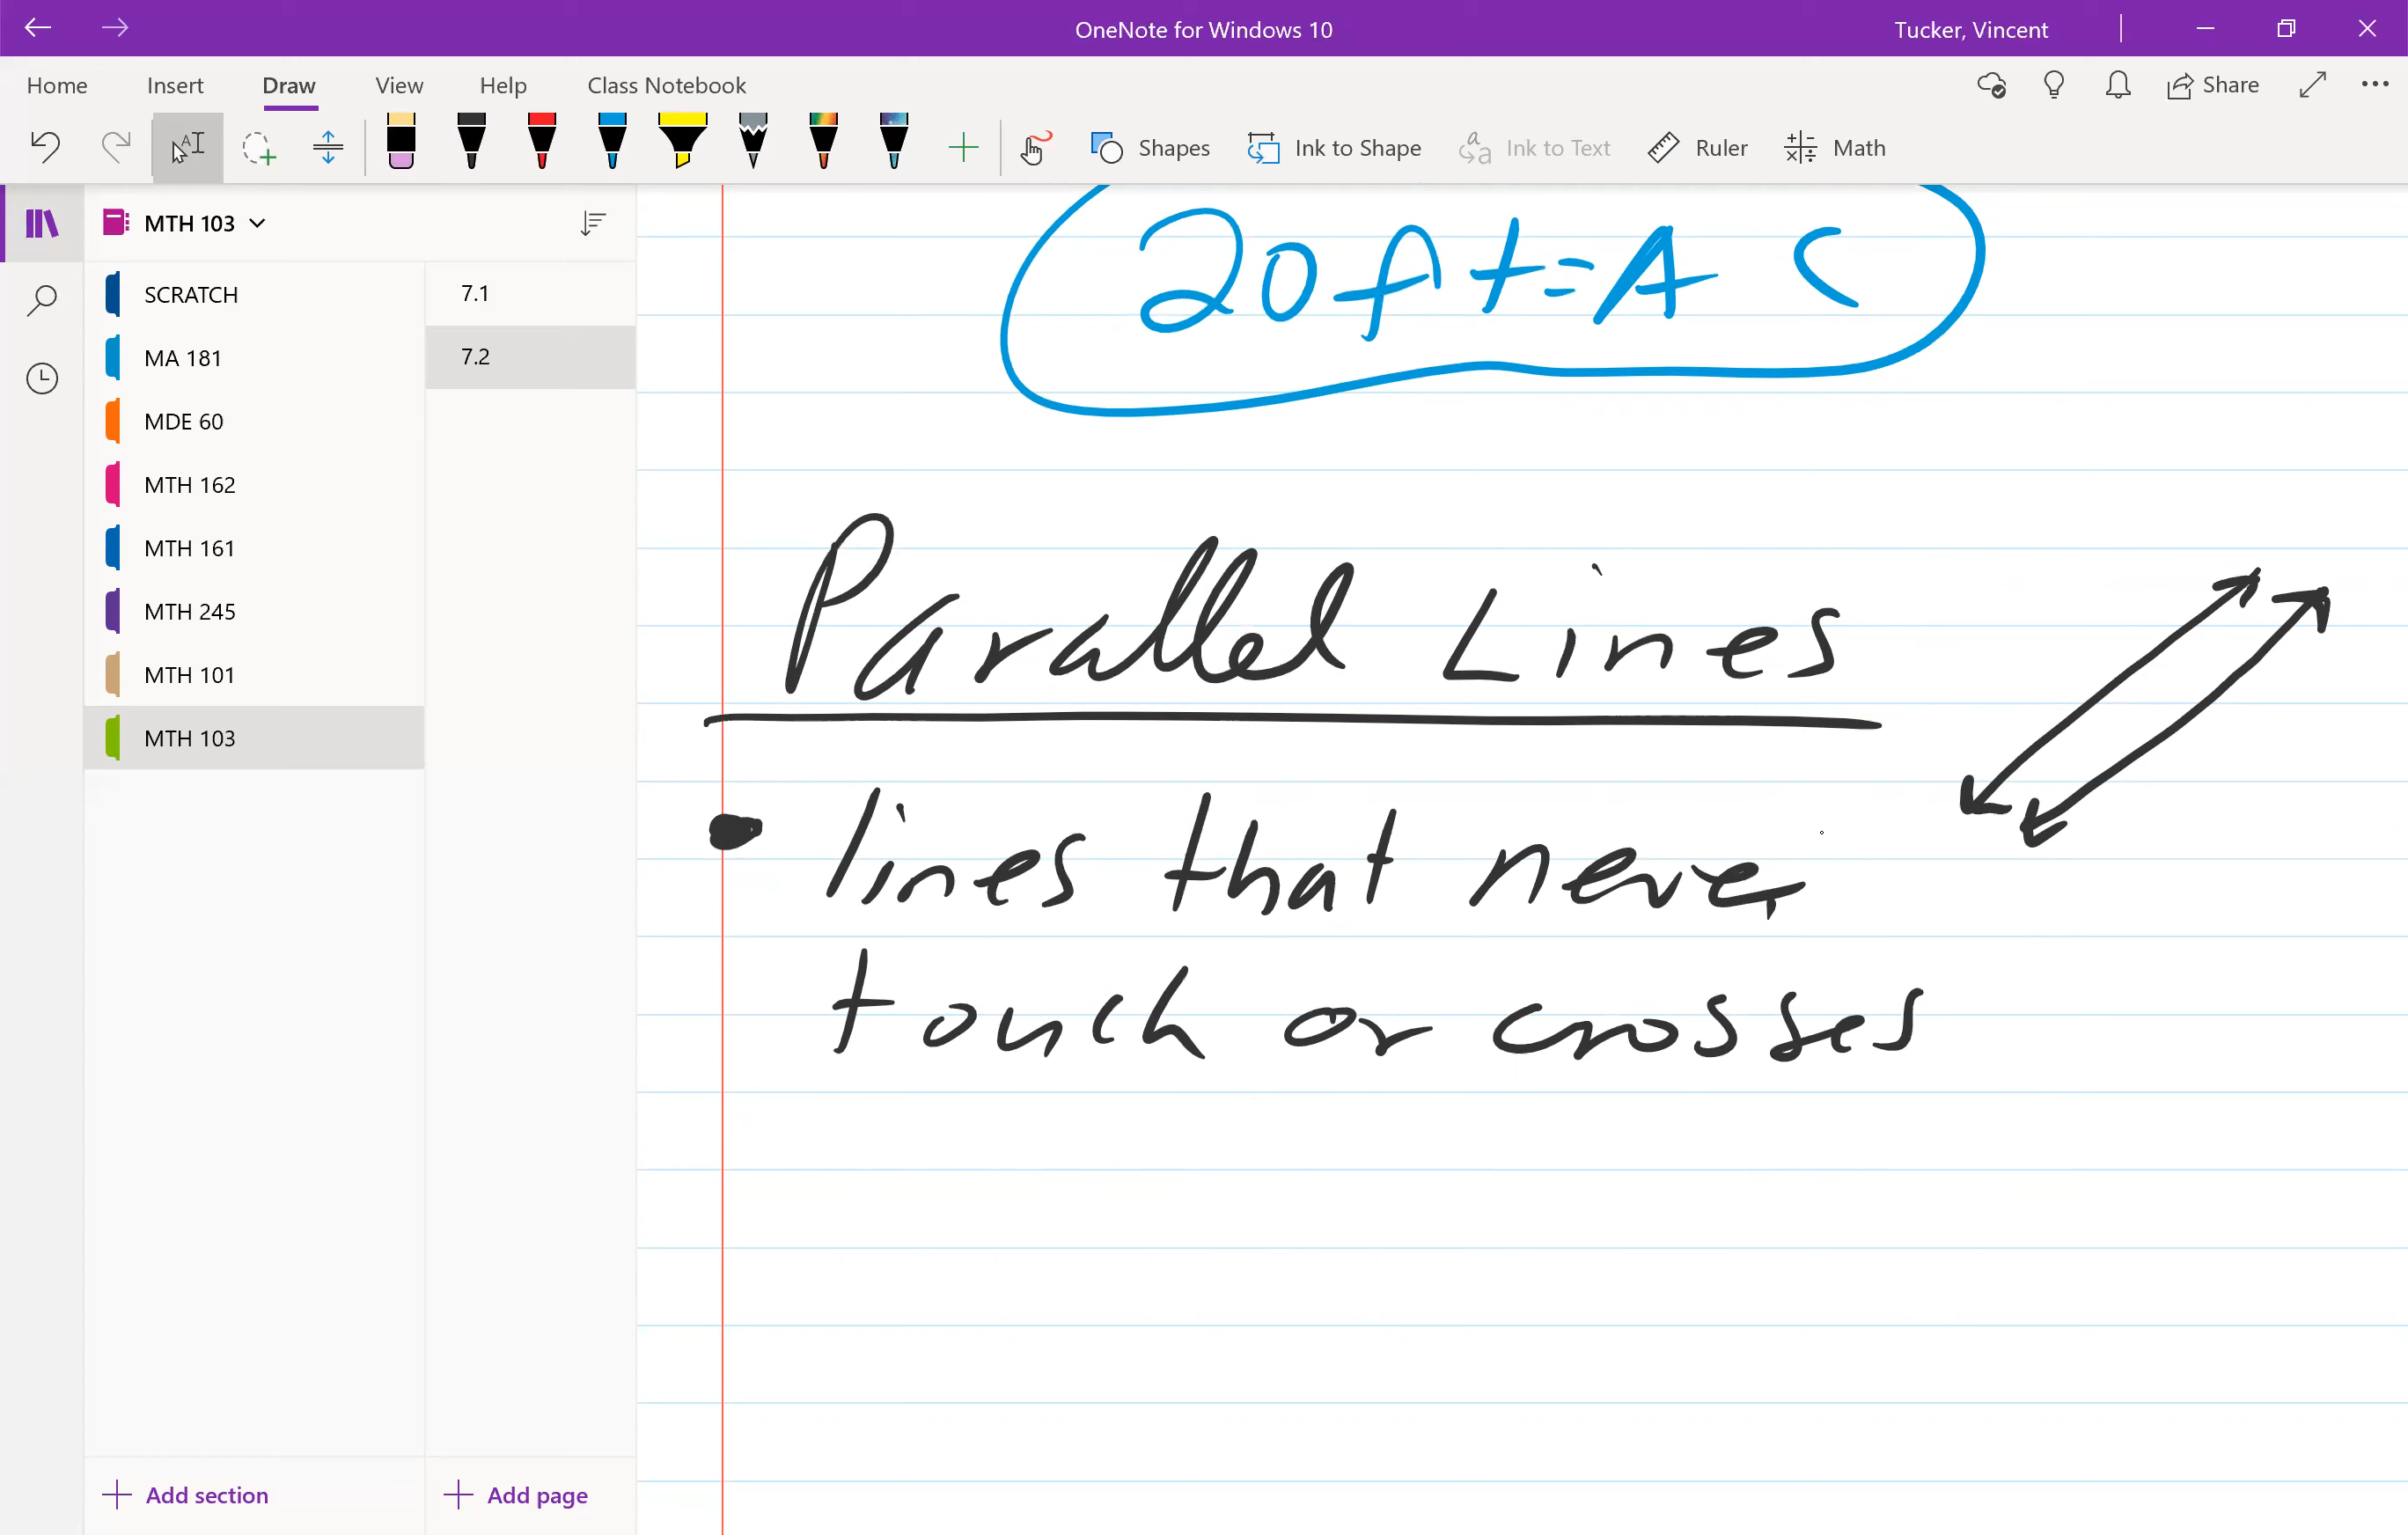 OneNote for Windows 10
Tucker, Vincent
Home Insert Draw View Help Class Notebook
Share
Shapes Ink to Shape Ink to Text Ruler Math
MTH 103
SCRATCH
MA 181
MDE 60
MTH 162
MTH 161
MTH 245
MTH 101
MTH 103
Add section
7.1
7.2
Add page
20ft=AC
Parallel Lines
• lines that never
touch or crosses